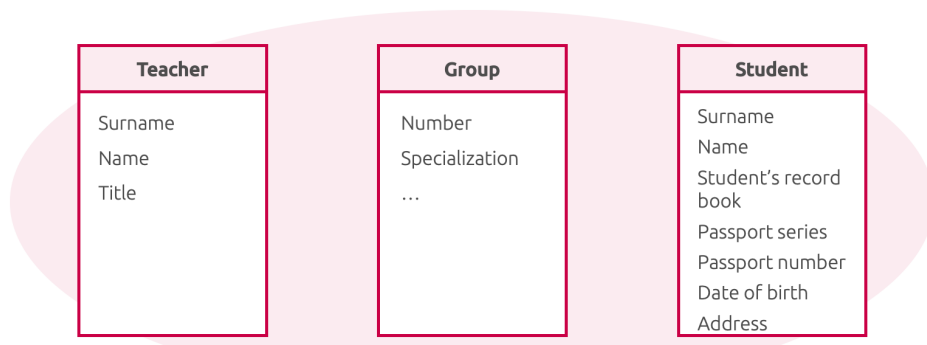 Teacher
Surname
Name
Title
Group
Number
Specialization
...
Student
Surname
Name
Student’s record
book
Passport series
Passport number
Date of birth
Address